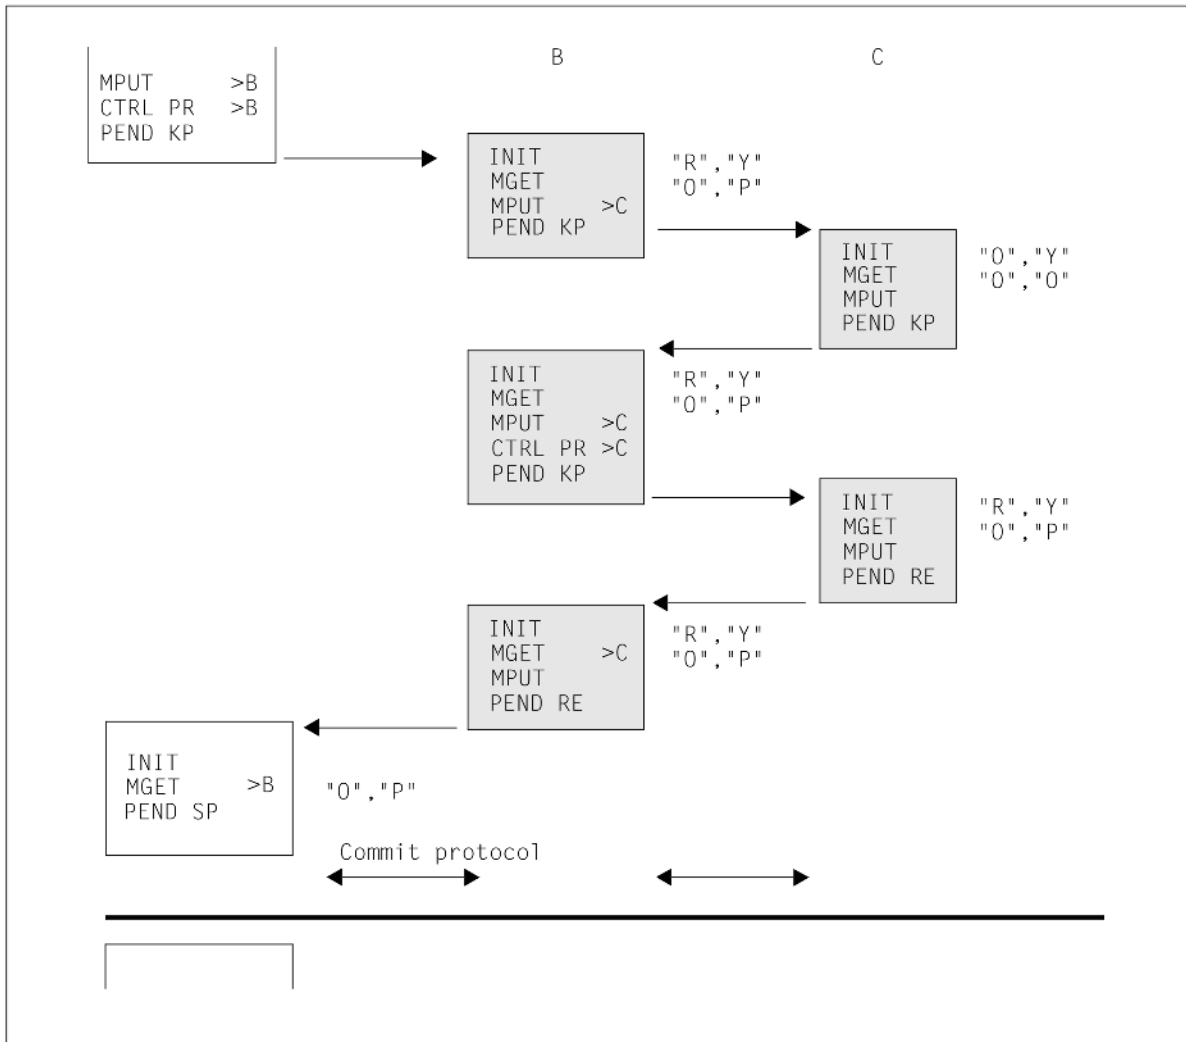 B C
MPUT >B
CTRL PR >B
PEND KP
INIT
MGET
MPUT >C
PEND KP
"R","Y"
"O","P"
INIT
MGET
MPUT
PEND KP
"O","Y"
"O","O"
INIT
MGET
MPUT >C
CTRL PR >C
PEND KP
"R","Y"
"O","P"
INIT
MGET
MPUT
PEND RE
"R","Y"
"O","P"
INIT
MGET >C
MPUT
PEND RE
"R","Y"
"O","P"
INIT
MGET >B
PEND SP
"O","P"
Commit protocol